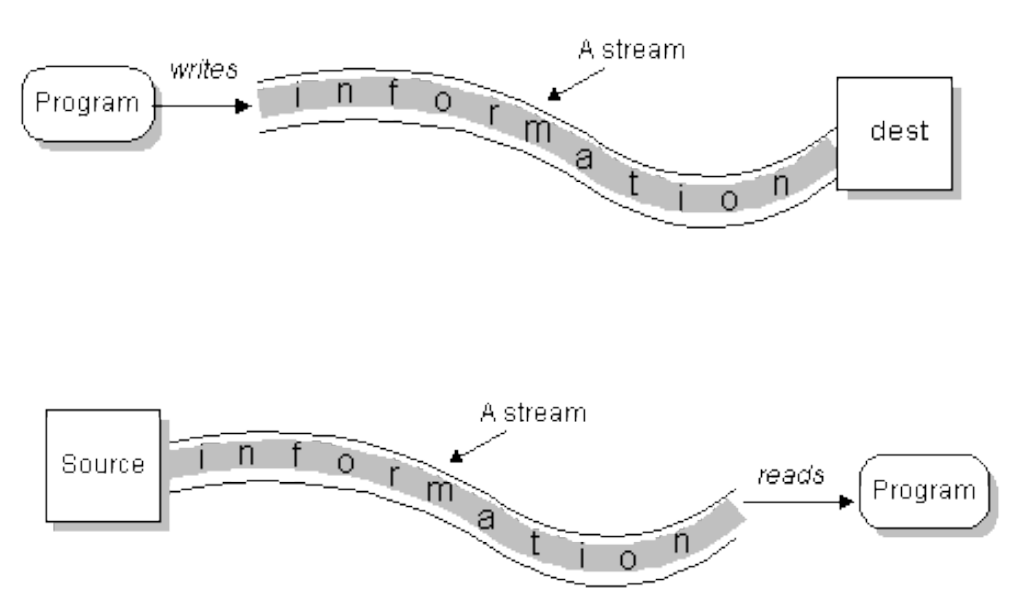 A stream
writes
Program
information
dest
A stream
Source
information
reads
Program